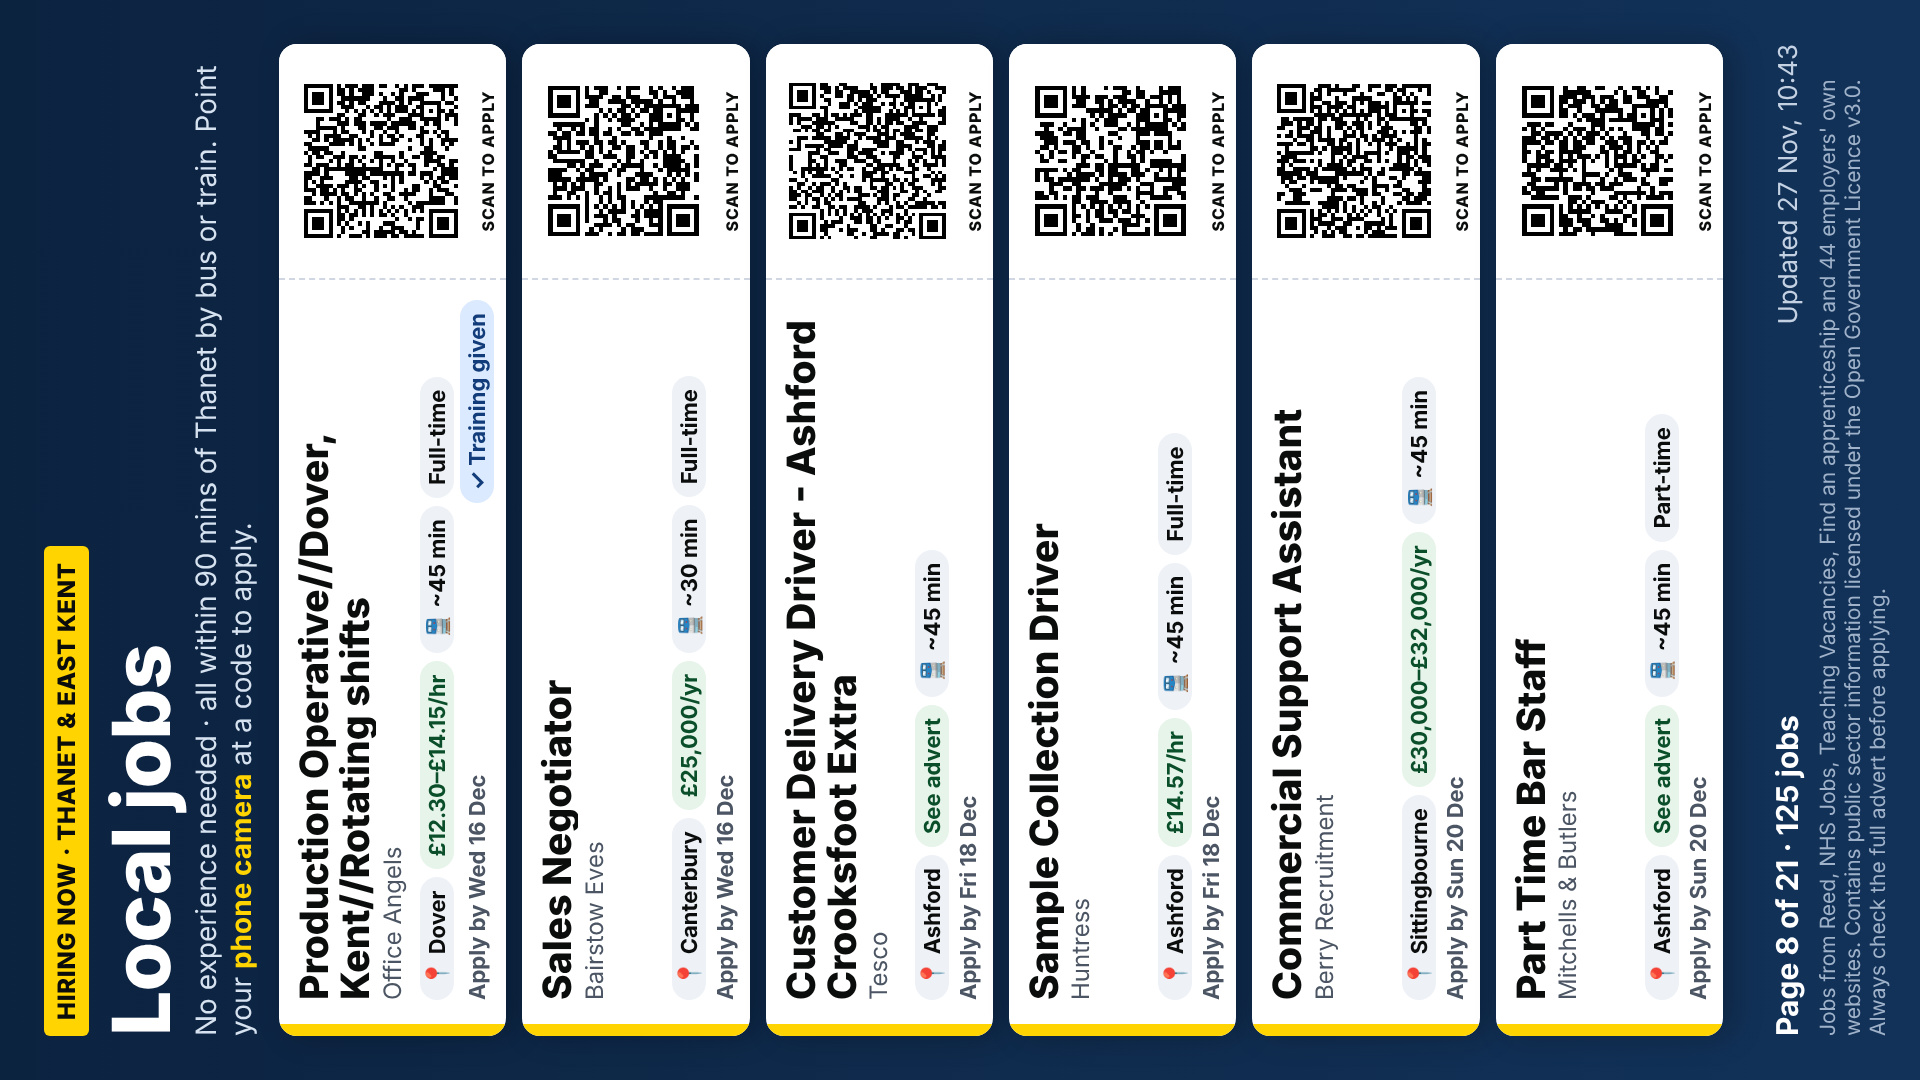 HIRING NOW · THANET & EAST KENT
Local jobs
No experience needed · all within 90 mins of Thanet by bus or train. Point
your phone camera at a code to apply.
Production Operative//Dover,
Kent//Rotating shifts
Office Angels
📍 Dover £12.30–£14.15/hr 🚆 ~45 min Full-time
Apply by Wed 16 Dec ✓ Training given
SCAN TO APPLY
Sales Negotiator
Bairstow Eves
📍 Canterbury £25,000/yr 🚆 ~30 min Full-time
Apply by Wed 16 Dec
SCAN TO APPLY
Customer Delivery Driver - Ashford
Crooksfoot Extra
Tesco
📍 Ashford See advert 🚆 ~45 min
Apply by Fri 18 Dec
SCAN TO APPLY
Sample Collection Driver
Huntress
📍 Ashford £14.57/hr 🚆 ~45 min Full-time
Apply by Fri 18 Dec
SCAN TO APPLY
Commercial Support Assistant
Berry Recruitment
📍 Sittingbourne £30,000–£32,000/yr 🚆 ~45 min
Apply by Sun 20 Dec
SCAN TO APPLY
Part Time Bar Staff
Mitchells & Butlers
📍 Ashford See advert 🚆 ~45 min Part-time
Apply by Sun 20 Dec
SCAN TO APPLY
Page 8 of 21 · 125 jobs Updated 27 Nov, 10:43
Jobs from Reed, NHS Jobs, Teaching Vacancies, Find an apprenticeship and 44 employers' own
websites. Contains public sector information licensed under the Open Government Licence v3.0.
Always check the full advert before applying.